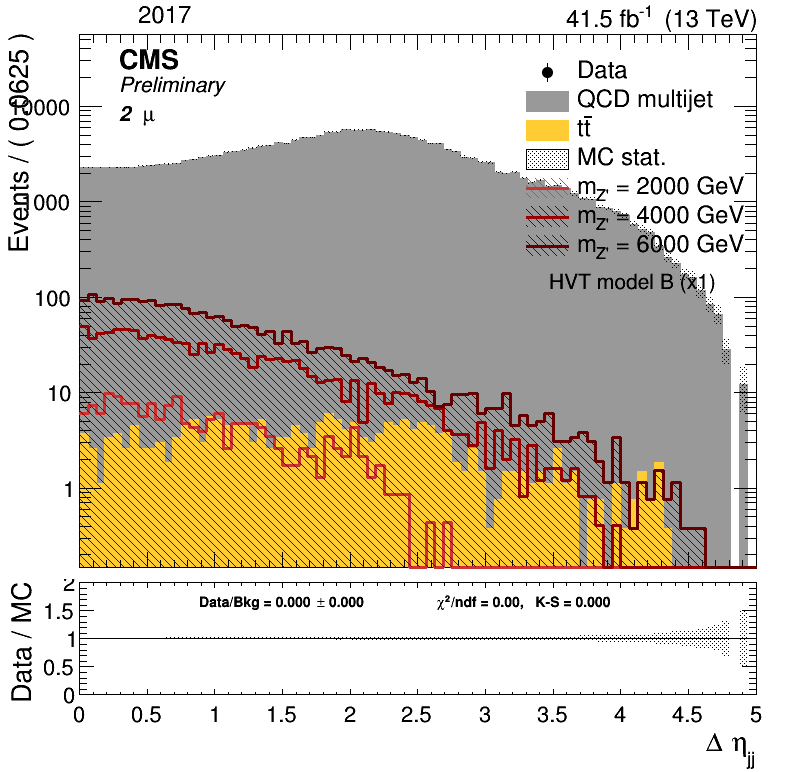 2017
41.5 fb⁻¹ (13 TeV)
CMS
Preliminary
2 μ
Events / ( 0.0625 )
10000
1000
100
10
1
Data
QCD multijet
tt̄
MC stat.
m_Z' = 2000 GeV
m_Z' = 4000 GeV
m_Z' = 6000 GeV
HVT model B (x1)
Data / MC
2
1.5
1
0.5
0
Data/Bkg = 0.000 ± 0.000
χ²/ndf = 0.00, K-S = 0.000
0 0.5 1 1.5 2 2.5 3 3.5 4 4.5 5
Δ η_jj